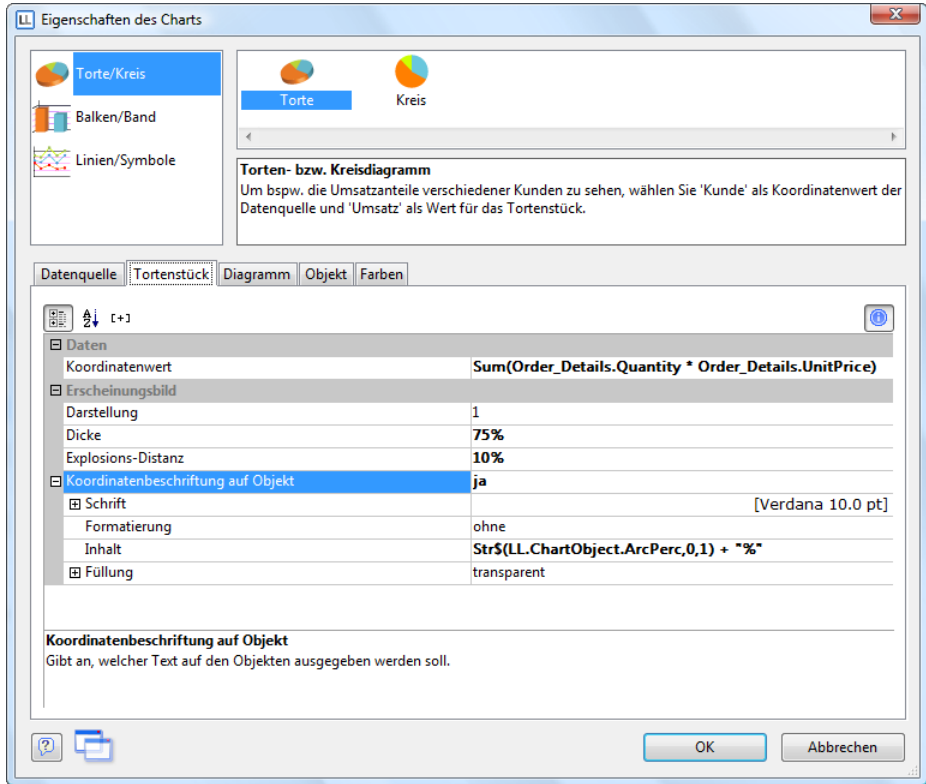 LL Eigenschaften des Charts
Torte/Kreis
Balken/Band
Linien/Symbole
Torte Kreis
Torten- bzw. Kreisdiagramm
Um bspw. die Umsatzanteile verschiedener Kunden zu sehen, wählen Sie 'Kunde' als Koordinatenwert der
Datenquelle und 'Umsatz' als Wert für das Tortenstück.
Datenquelle Tortenstück Diagramm Objekt Farben
A Z [+]
Daten
Koordinatenwert Sum(Order_Details.Quantity * Order_Details.UnitPrice)
Erscheinungsbild
Darstellung 1
Dicke 75%
Explosions-Distanz 10%
Koordinatenbeschriftung auf Objekt ja
Schrift [Verdana 10.0 pt]
Formatierung ohne
Inhalt Str$(LL.ChartObject.ArcPerc,0,1) + "%"
Füllung transparent
Koordinatenbeschriftung auf Objekt
Gibt an, welcher Text auf den Objekten ausgegeben werden soll.
? OK Abbrechen